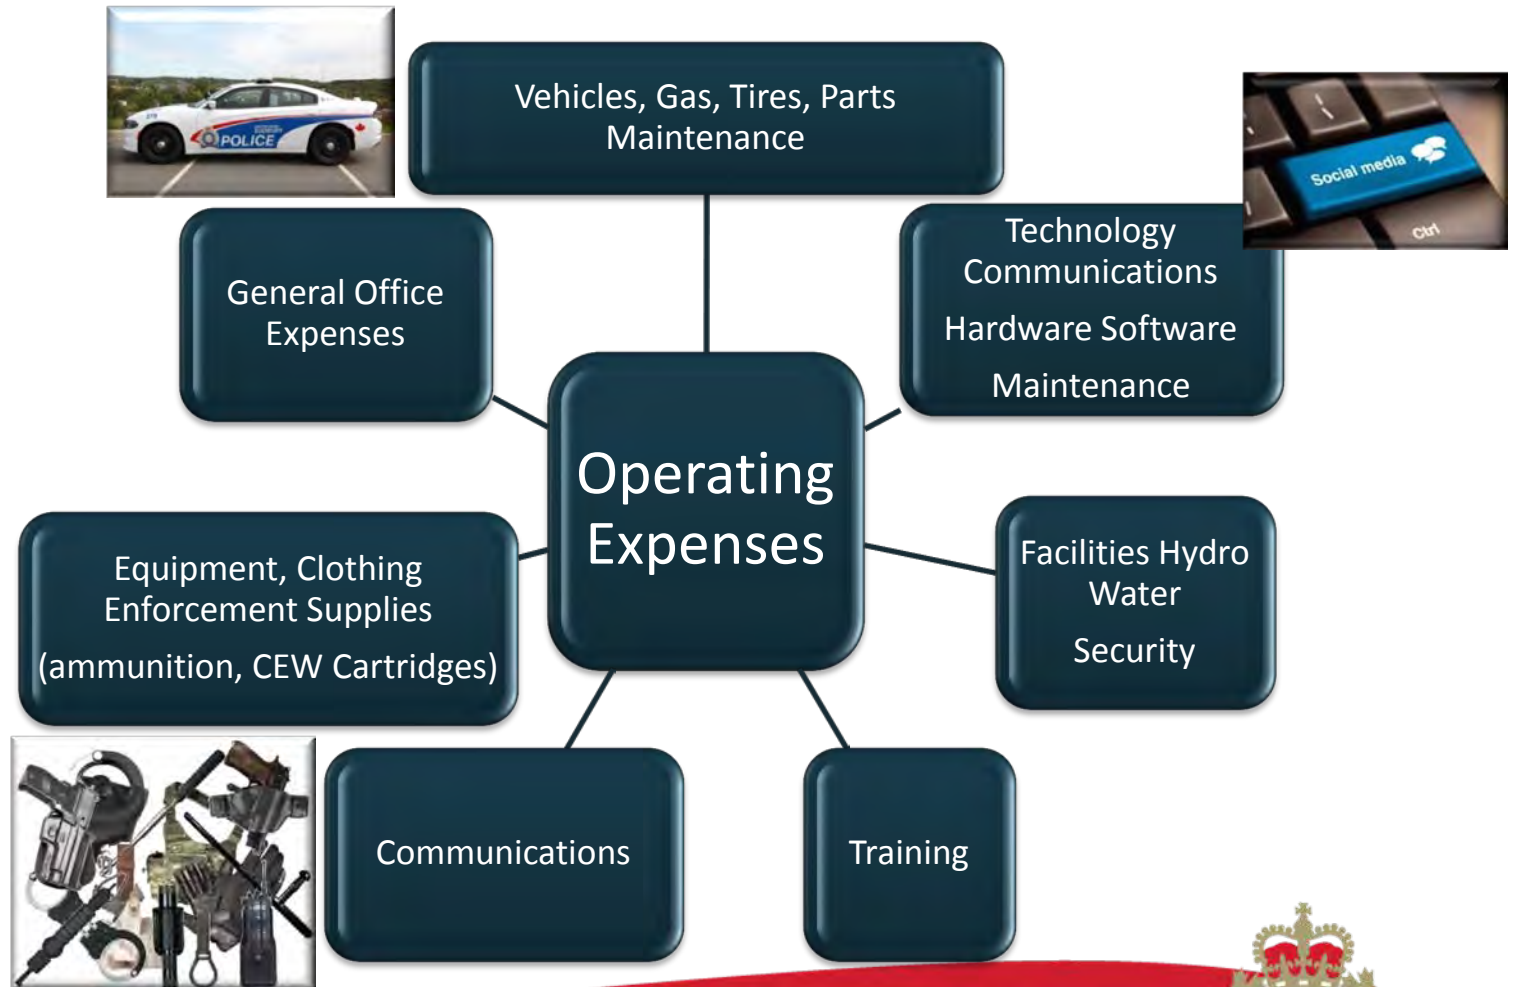 POLICE
Vehicles, Gas, Tires, Parts
Maintenance
Social media
Ctrl
Technology
Communications
Hardware Software
Maintenance
General Office
Expenses
Operating
Expenses
Facilities Hydro
Water
Security
Equipment, Clothing
Enforcement Supplies
(ammunition, CEW Cartridges)
Communications
Training